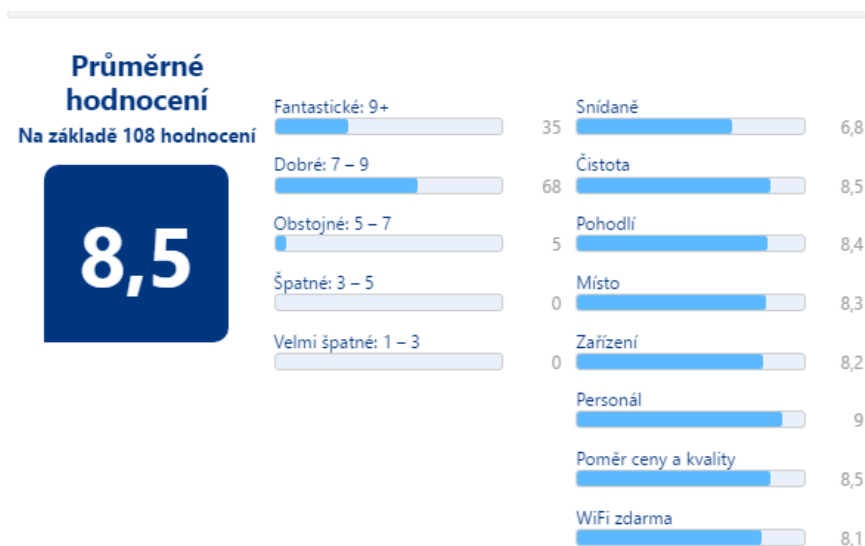 Průměrné
hodnocení
Na základě 108 hodnocení
8,5
Fantastické: 9+
35
Dobré: 7 – 9
68
Obstojné: 5 – 7
5
Špatné: 3 – 5
0
Velmi špatné: 1 – 3
0
Snídaně
6,8
Čistota
8,5
Pohodlí
8,4
Místo
8,3
Zařízení
8,2
Personál
9
Poměr ceny a kvality
8,5
WiFi zdarma
8,1